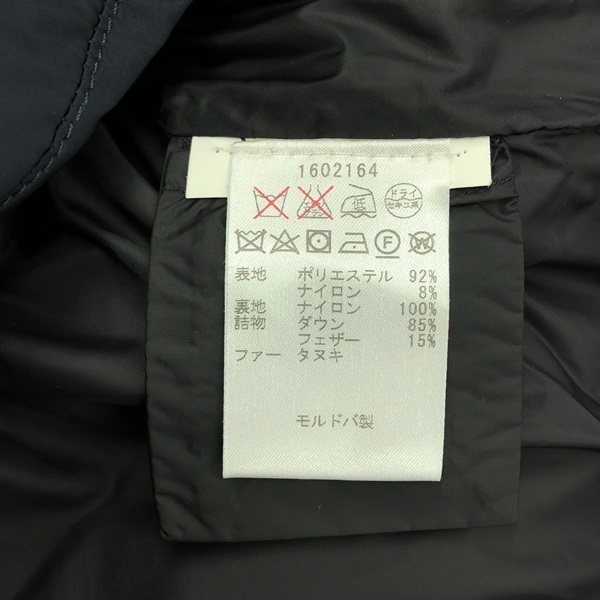 1602164
低 ドライ
セキユ系
F W
表地 ポリエステル 92%
ナイロン 8%
裏地 ナイロン 100%
詰物 ダウン 85%
フェザー 15%
ファー タヌキ
モルドバ製